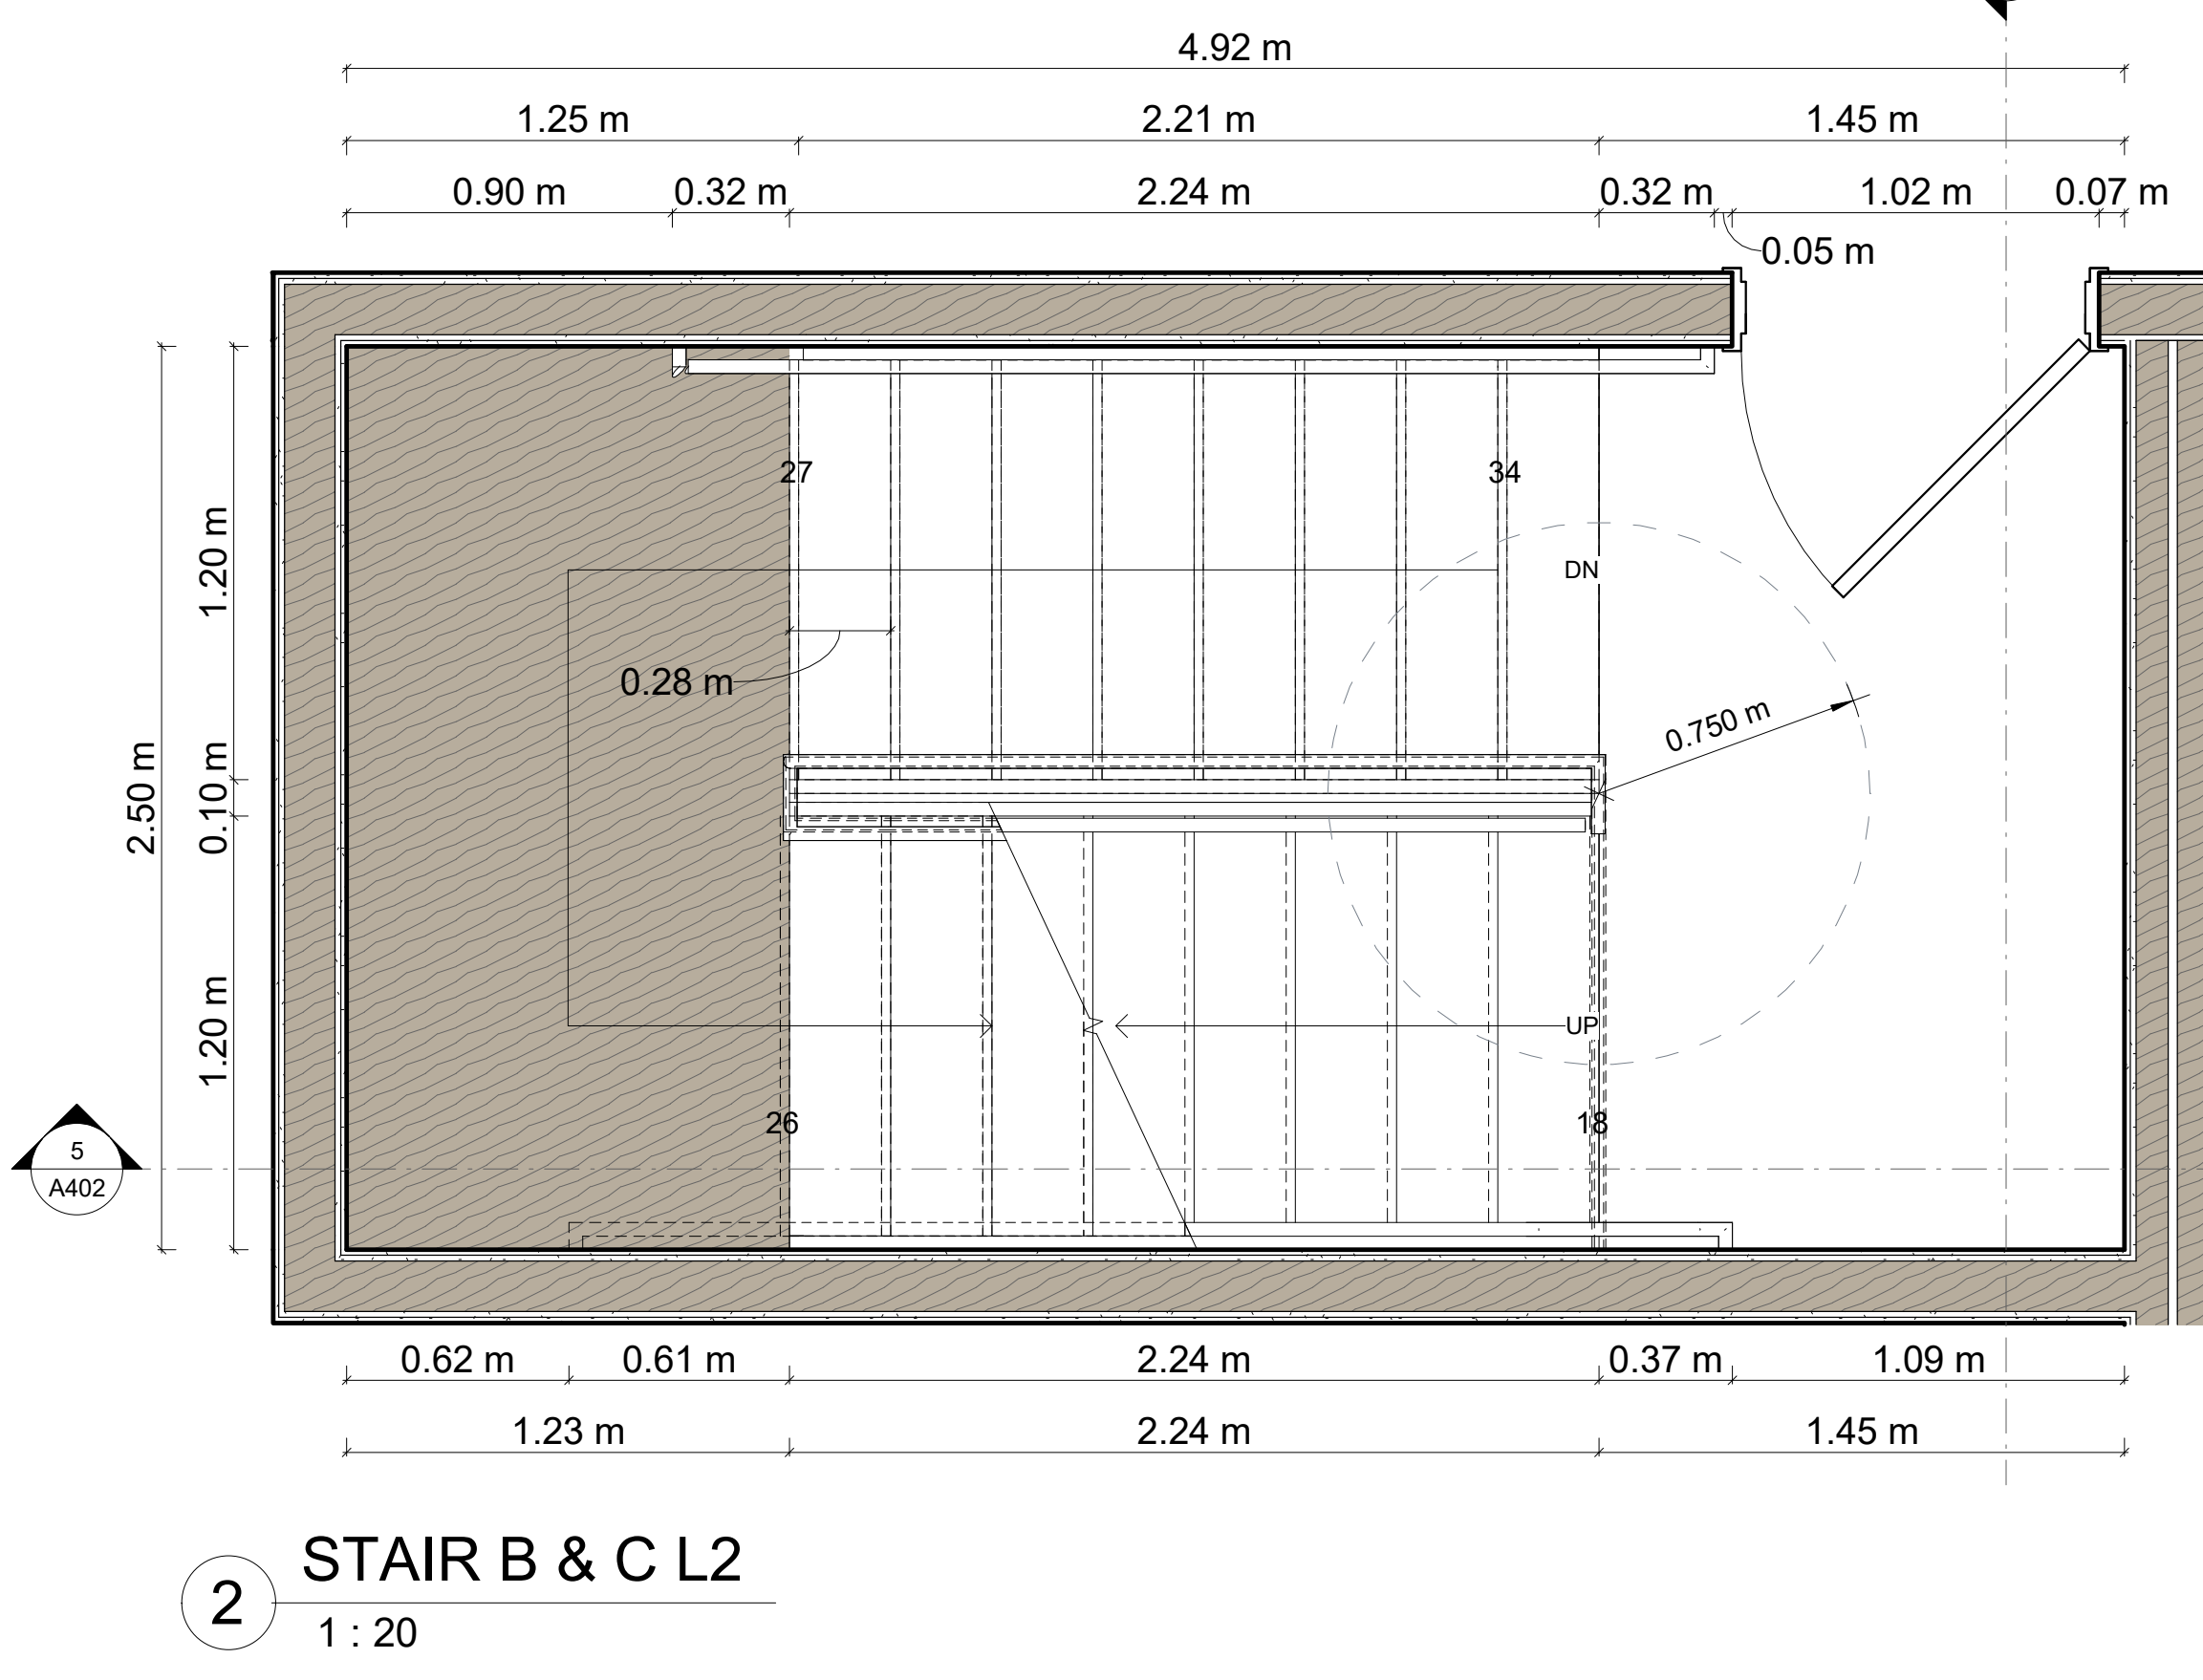 4.92 m
1.25 m
2.21 m
1.45 m
0.90 m
0.32 m
2.24 m
0.32 m
1.02 m
0.07 m
0.05 m
27
34
1.20 m
DN
0.28 m
0.750 m
2.50 m
0.10 m
1.20 m
UP
26
18
5
A402
0.62 m
0.61 m
2.24 m
0.37 m
1.09 m
1.23 m
2.24 m
1.45 m
2
STAIR B & C L2
1 : 20